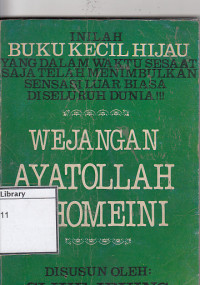 INILAH
BUKU KECIL HIJAU
YANG DALAM WAKTU SESAAT
SAJA TELAH MENIMBULKAN
SENSASI LUAR BIASA
DI SELURUH DUNIA!!!
WEJANGAN
AYATOLLAH
HOMEINI
Library
11
DISUSUN OLEH: